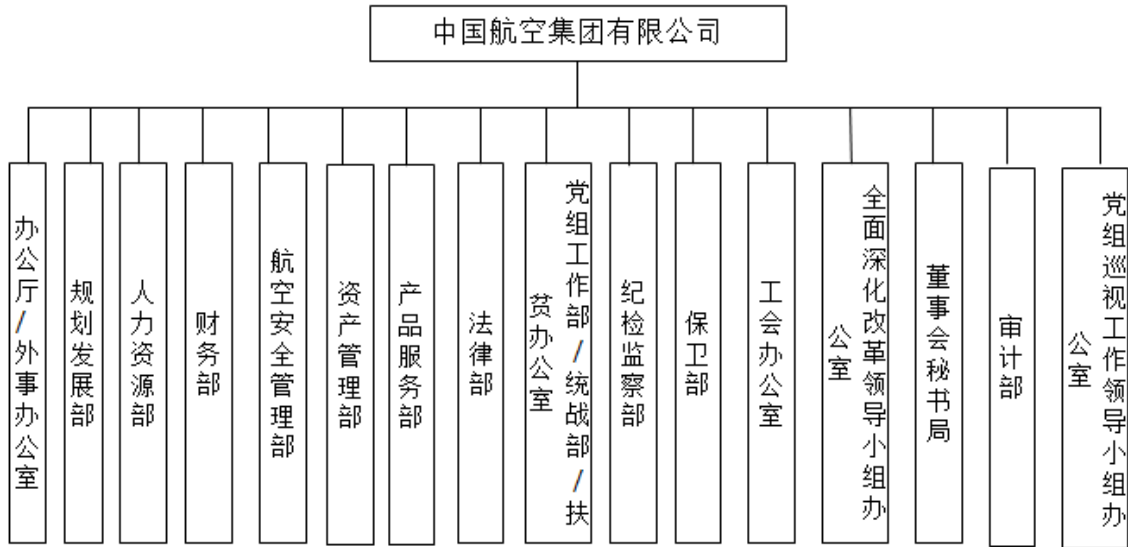 中国航空集团有限公司
办公厅/外事办公室
规划发展部
人力资源部
财务部
航空安全管理部
资产管理部
产品服务部
法律部
党组工作部/统战部/扶
贫办公室
纪检监察部
保卫部
工会办公室
全面深化改革领导小组办
公室
董事会秘书局
审计部
党组巡视工作领导小组办
公室